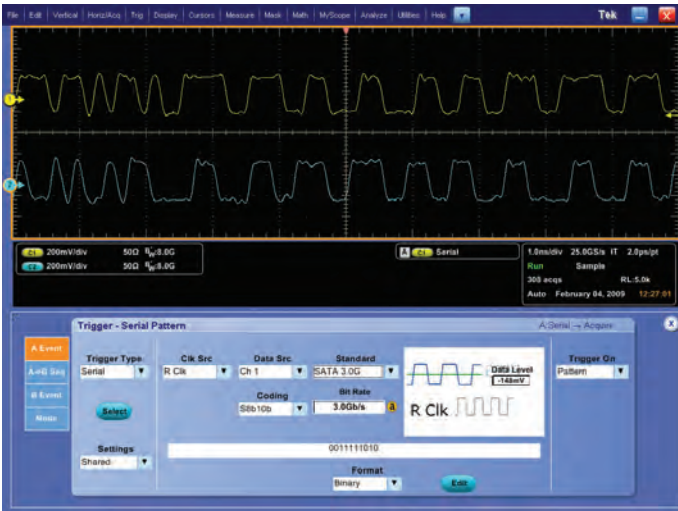 File Edit Vertical Horiz/Acq Trig Display Cursors Measure Mask Math MyScope Analyze Utilities Help Tek X
1
2
C1 200mV/div 50Ω BW:8.0G
C2 200mV/div 50Ω BW:8.0G
A C1 Serial
1.0ns/div 25.0GS/s IT 2.0ps/pt
Run Sample
308 acqs RL:5.0k
Auto February 04, 2009 12:27:01
Trigger - Serial Pattern A:Serial → Acquire X
A Event
A→B Seq
B Event
Mode
Trigger Type Clk Src Data Src Standard Trigger On
Serial R Clk Ch 1 SATA 3.0G Pattern
Data Level
-148mV
Coding Bit Rate
Select S8b10b 3.0Gb/s a
R Clk
Settings
Shared
0011111010
Format
Binary Edit